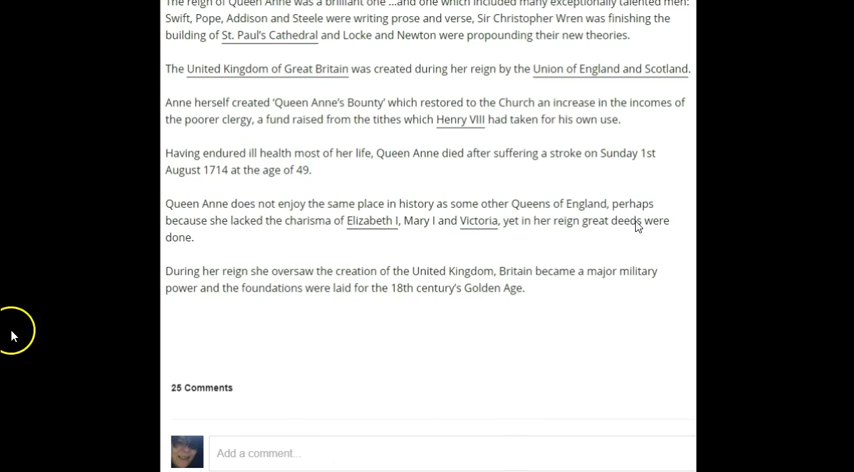 The reign of Queen Anne was a brilliant one ...and one which included many exceptionally talented men:
Swift, Pope, Addison and Steele were writing prose and verse, Sir Christopher Wren was finishing the
building of St. Paul's Cathedral and Locke and Newton were propounding their new theories.
The United Kingdom of Great Britain was created during her reign by the Union of England and Scotland.
Anne herself created 'Queen Anne's Bounty' which restored to the Church an increase in the incomes of
the poorer clergy, a fund raised from the tithes which Henry VIII had taken for his own use.
Having endured ill health most of her life, Queen Anne died after suffering a stroke on Sunday 1st
August 1714 at the age of 49.
Queen Anne does not enjoy the same place in history as some other Queens of England, perhaps
because she lacked the charisma of Elizabeth I, Mary I and Victoria, yet in her reign great deeds were
done.
During her reign she oversaw the creation of the United Kingdom, Britain became a major military
power and the foundations were laid for the 18th century's Golden Age.
25 Comments
Add a comment...